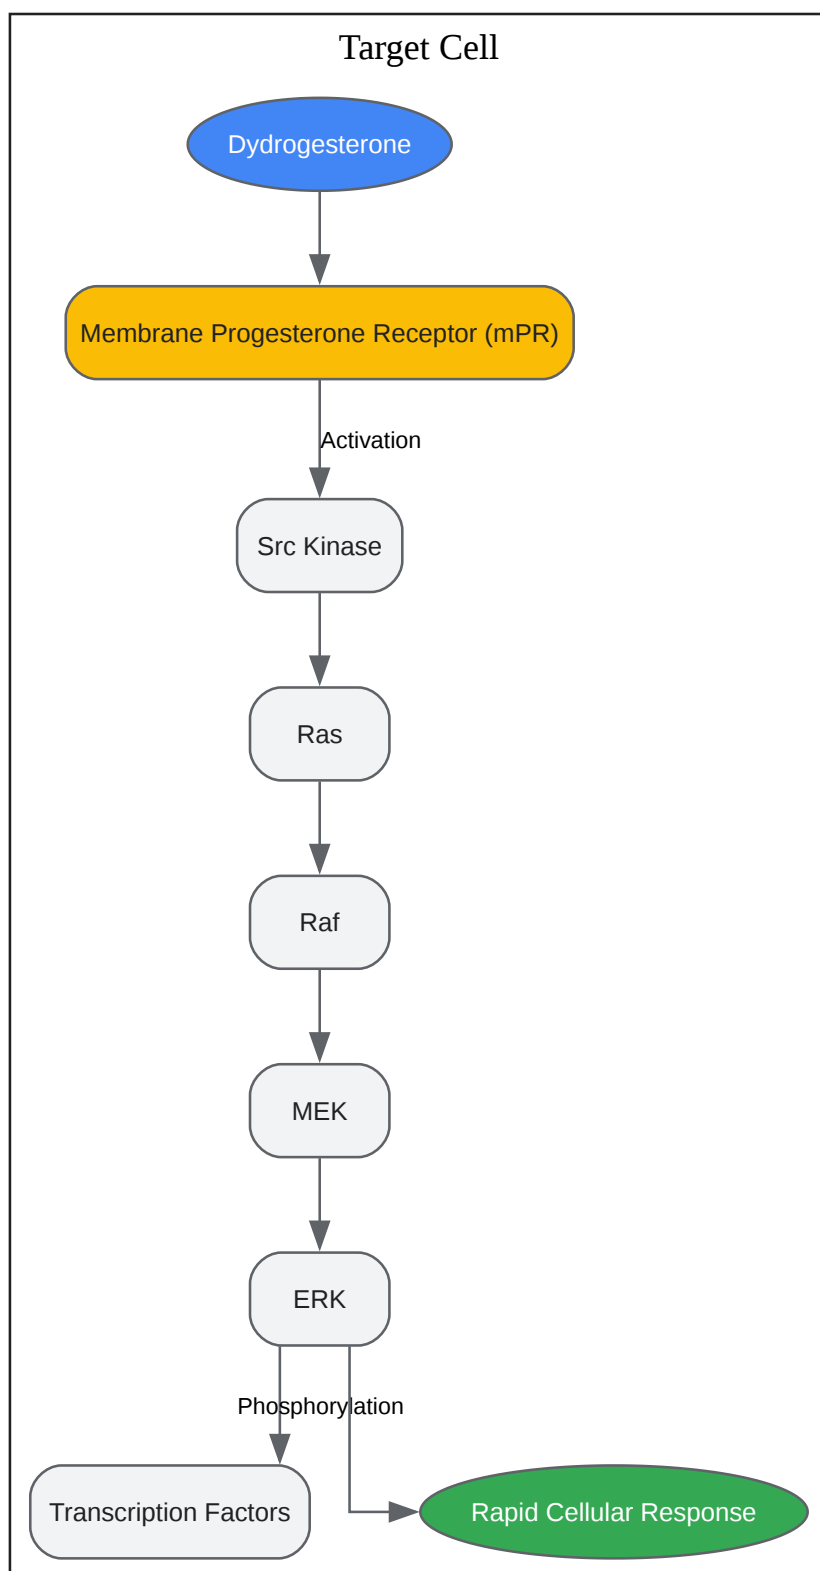 Target Cell
Dydrogesterone
Membrane Progesterone Receptor (mPR)
Activation
Src Kinase
Ras
Raf
MEK
ERK
Phosphorylation
Transcription Factors
Rapid Cellular Response